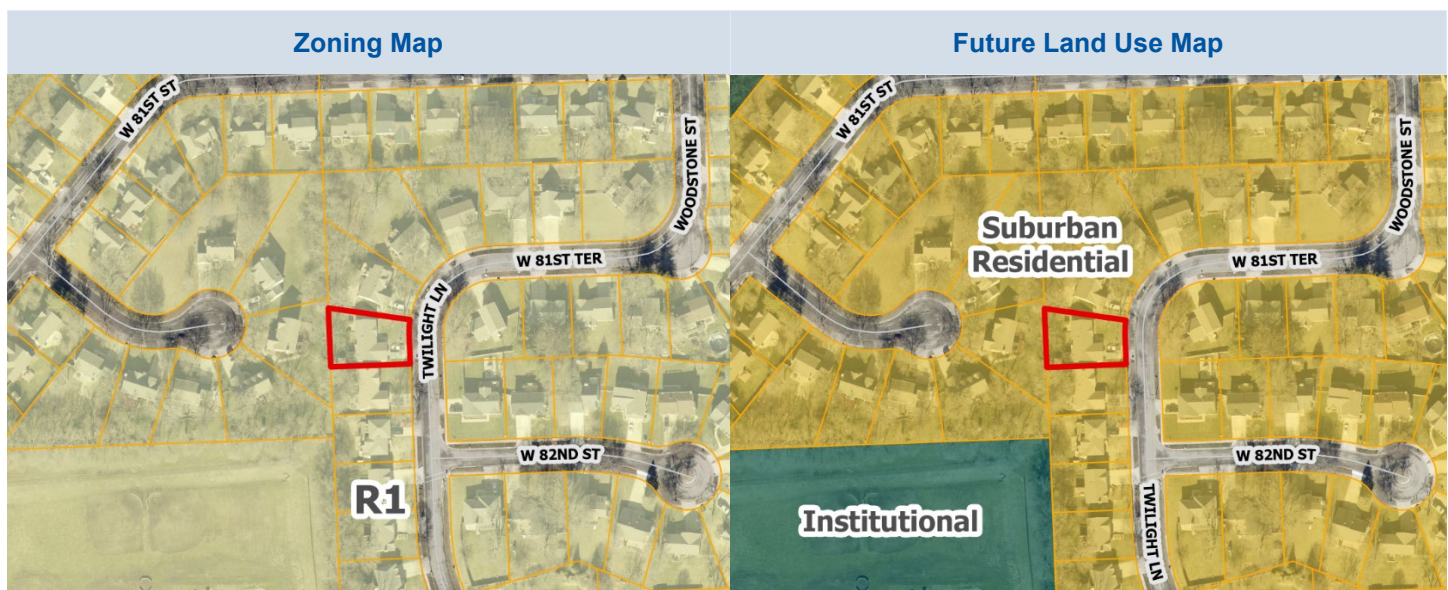 Zoning Map
W 81ST ST
WOODSTONE ST
W 81ST TER
TWILIGHT LN
W 82ND ST
R1
Future Land Use Map
W 81ST ST
WOODSTONE ST
Suburban
Residential
W 81ST TER
W 82ND ST
Institutional
TWILIGHT LN